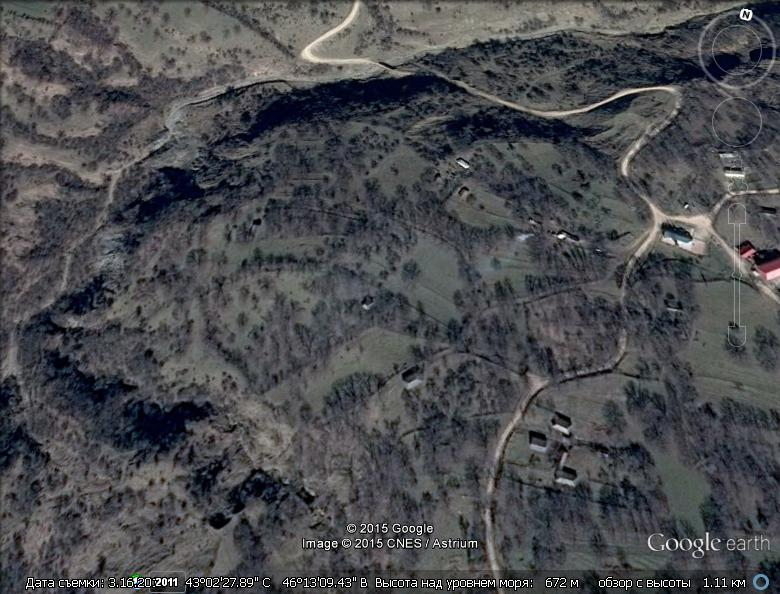 N
© 2015 Google
Image © 2015 CNES / Astrium
Google earth
Дата съемки: 3.16.20 2011 43°02'27.89" С 46°13'09.43" В Высота над уровнем моря: 672 м обзор с высоты 1.11 км